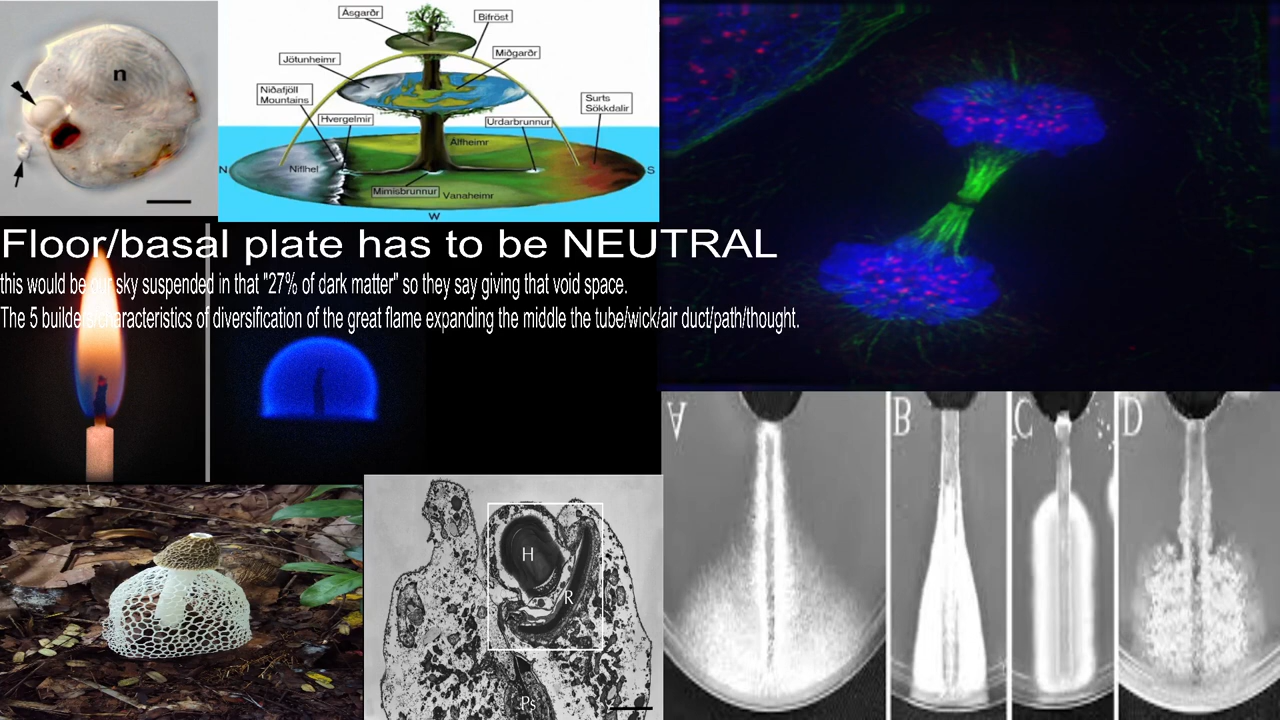 n
Ásgarðr
Bifröst
Jötunheimr
Miðgarðr
Niðafjöll
Mountains
Hvergelmir
Urdarbrunnur
Surts
Sökkdalir
Álfheimr
N
Niflhel
S
Mimisbrunnur
Vanaheimr
W
Floor/basal plate has to be NEUTRAL
this would be our sky suspended in that "27% of dark matter" so they say giving that void space.
The 5 builders/characteristics of diversification of the great flame expanding the middle the tube/wick/air duct/path/thought.
A
B
C
D
H
R
Ps